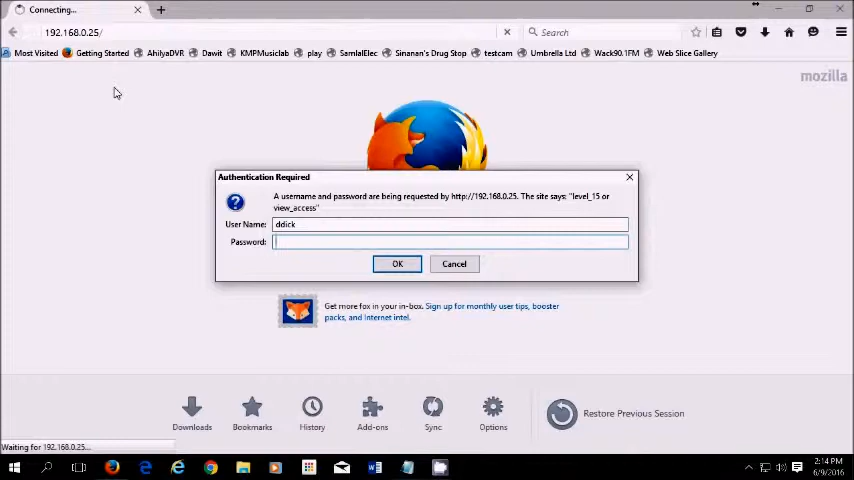 Connecting...
192.168.0.25/
Search
Most Visited Getting Started AhilyaDVR Dawit KMPMusiclab play SamlalElec Sinanan's Drug Stop testcam Umbrella Ltd Wack90.1FM Web Slice Gallery
mozilla
Authentication Required
A username and password are being requested by http://192.168.0.25. The site says: "level_15 or
view_access"
User Name: ddick
Password:
OK Cancel
Get more fox in your in-box. Sign up for monthly user tips, booster
packs, and Internet intel.
Downloads Bookmarks History Add-ons Sync Options Restore Previous Session
Waiting for 192.168.0.25...
2:14 PM
6/9/2016